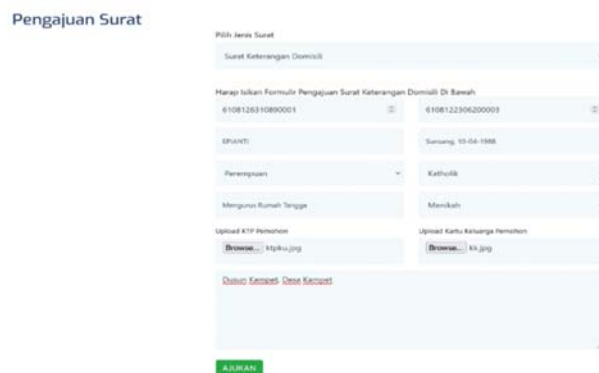 Pengajuan Surat
Pilih Jenis Surat
Surat Keterangan Domisili
Harap Isikan Formulir Pengajuan Surat Keterangan Domisili Di Bawah
6108126310890001
6108122306200003
EPIANTI
Sansang, 10-04-1988
Perempuan
Katholik
Mengurus Rumah Tangga
Menikah
Upload KTP Pemohon
Upload Kartu Keluarga Pemohon
Browse... ktpku.jpg
Browse... kk.jpg
Dusun Kampet, Desa Kampet
AJUKAN